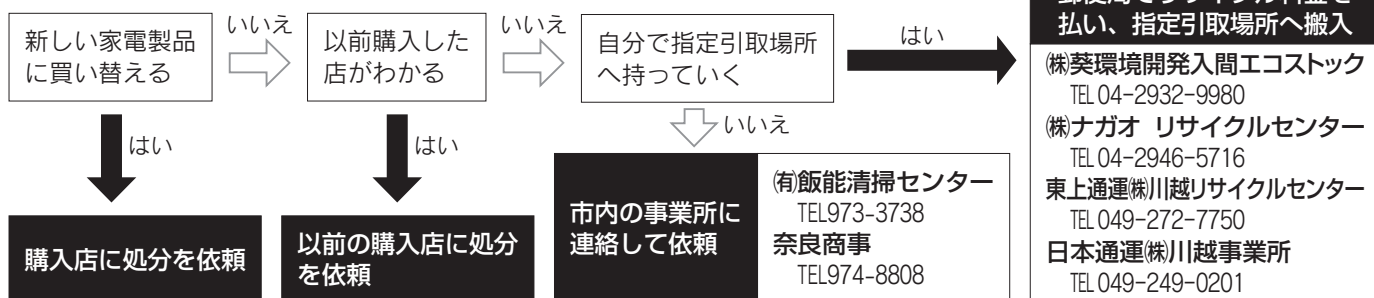 新しい家電製品
に買い替える
いいえ
以前購入した
店がわかる
いいえ
自分で指定引取場所
へ持っていく
はい
払い、指定引取場所へ搬入
㈱葵環境開発入間エコストック
℡04-2932-9980
㈱ナガオ リサイクルセンター
℡04-2946-5716
東上通運㈱川越リサイクルセンター
℡049-272-7750
日本通運㈱川越事業所
℡049-249-0201
はい
はい
いいえ
購入店に処分を依頼
以前の購入店に処分
を依頼
市内の事業所に
連絡して依頼
㈲飯能清掃センター
TEL973-3738
奈良商事
TEL974-8808